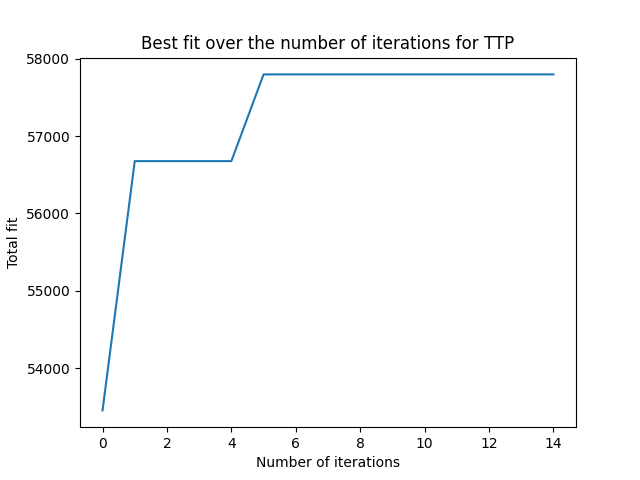 Best fit over the number of iterations for TTP
58000
57000
56000
55000
54000
Total fit
0 2 4 6 8 10 12 14
Number of iterations